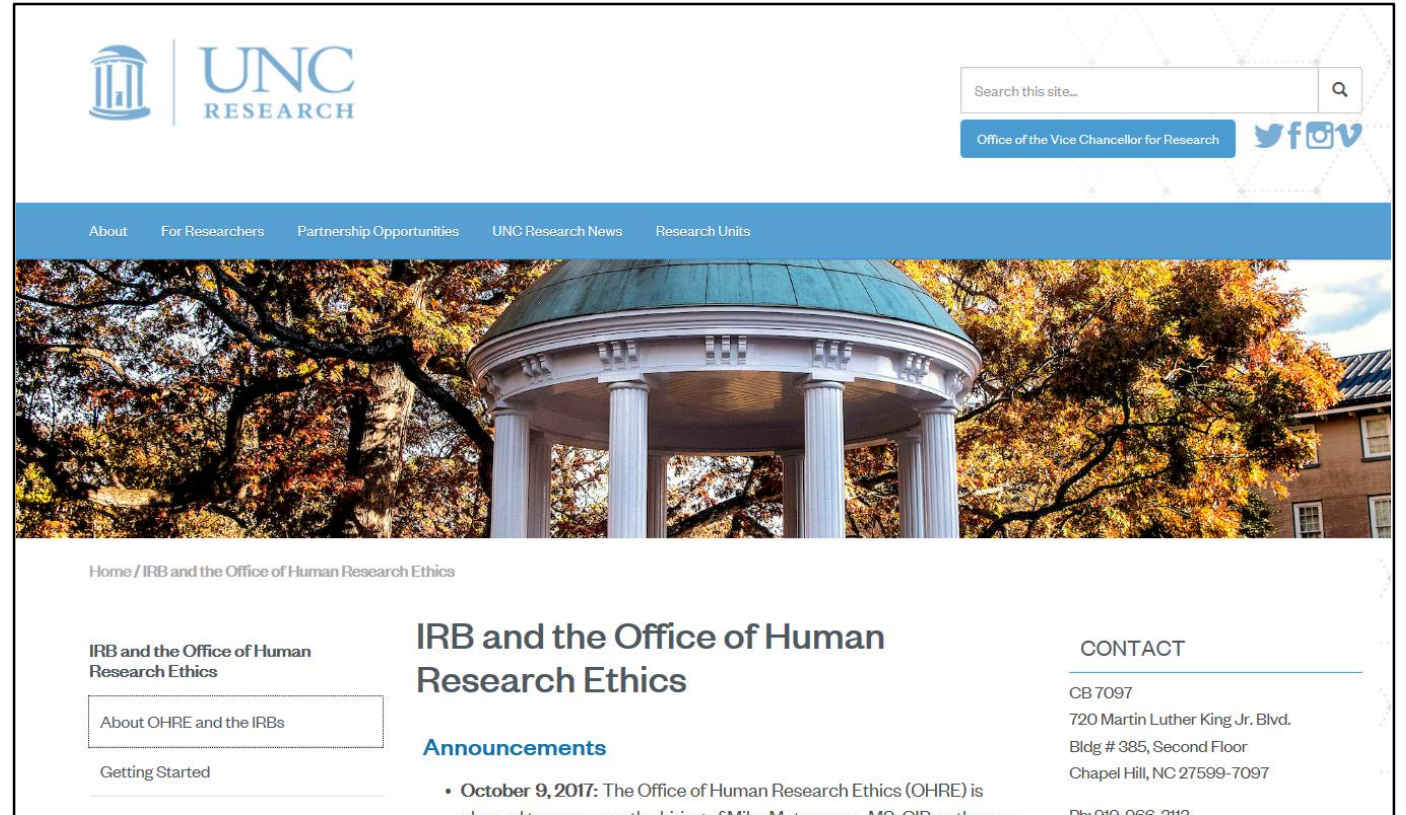 UNC
RESEARCH
Search this site...
Office of the Vice Chancellor for Research
About For Researchers Partnership Opportunities UNC Research News Research Units
Home / IRB and the Office of Human Research Ethics
IRB and the Office of Human
Research Ethics
About OHRE and the IRBs
Getting Started
IRB and the Office of Human
Research Ethics
Announcements
• October 9, 2017: The Office of Human Research Ethics (OHRE) is
CONTACT
CB 7097
720 Martin Luther King Jr. Blvd.
Bldg # 385, Second Floor
Chapel Hill, NC 27599-7097